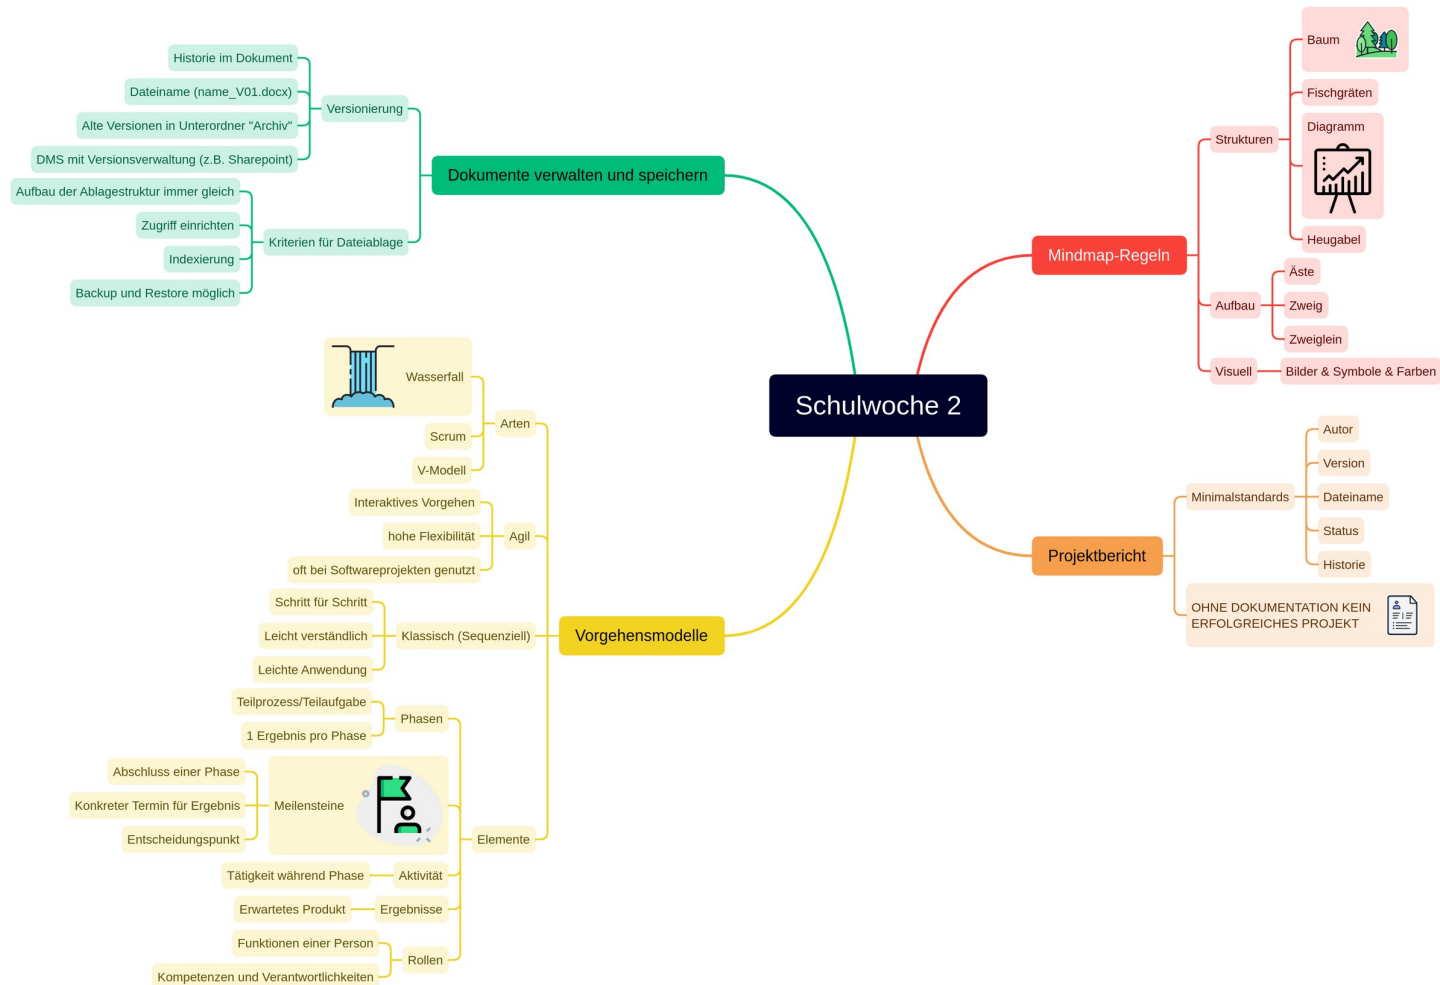 Schulwoche 2
Mindmap-Regeln
Strukturen
Baum
Fischgräten
Diagramm
Heugabel
Aufbau
Äste
Zweig
Zweiglein
Visuell
Bilder & Symbole & Farben
Projektbericht
Minimalstandards
Autor
Version
Dateiname
Status
Historie
OHNE DOKUMENTATION KEIN
ERFOLGREICHES PROJEKT
Dokumente verwalten und speichern
Versionierung
Historie im Dokument
Dateiname (name_V01.docx)
Alte Versionen in Unterordner "Archiv"
DMS mit Versionsverwaltung (z.B. Sharepoint)
Kriterien für Dateiablage
Aufbau der Ablagestruktur immer gleich
Zugriff einrichten
Indexierung
Backup und Restore möglich
Vorgehensmodelle
Arten
Wasserfall
Scrum
V-Modell
Agil
Interaktives Vorgehen
hohe Flexibilität
oft bei Softwareprojekten genutzt
Klassisch (Sequenziell)
Schritt für Schritt
Leicht verständlich
Leichte Anwendung
Elemente
Phasen
Teilprozess/Teilaufgabe
1 Ergebnis pro Phase
Meilensteine
Abschluss einer Phase
Konkreter Termin für Ergebnis
Entscheidungspunkt
Aktivität
Tätigkeit während Phase
Ergebnisse
Erwartetes Produkt
Rollen
Funktionen einer Person
Kompetenzen und Verantwortlichkeiten